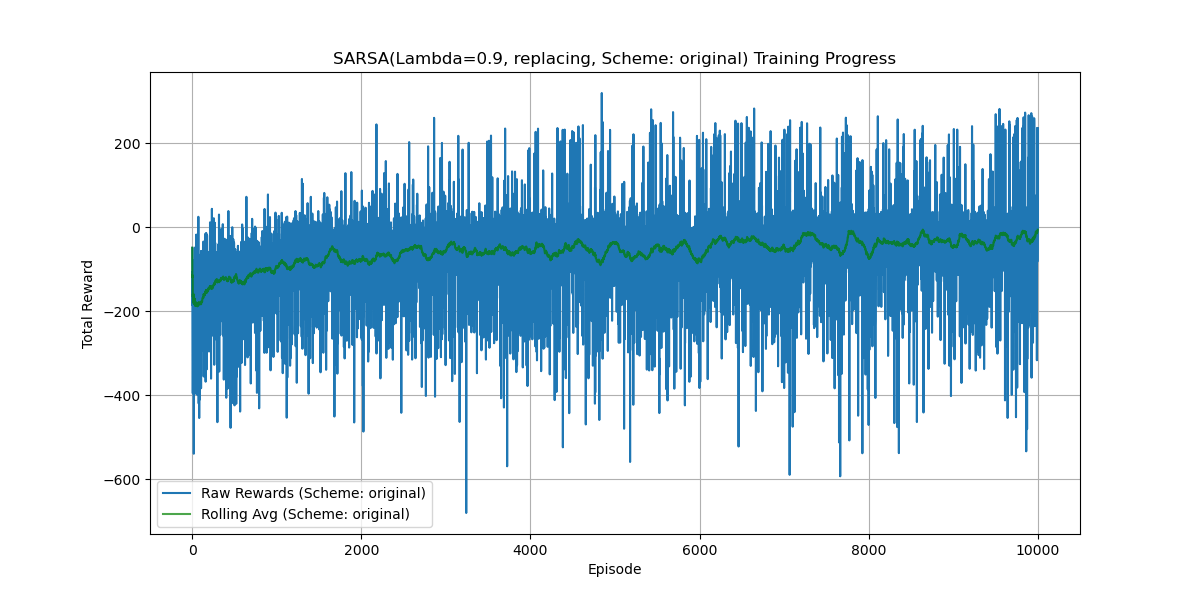 SARSA(Lambda=0.9, replacing, Scheme: original) Training Progress
Total Reward
200
0
−200
−400
−600
Raw Rewards (Scheme: original)
Rolling Avg (Scheme: original)
0 2000 4000 6000 8000 10000
Episode